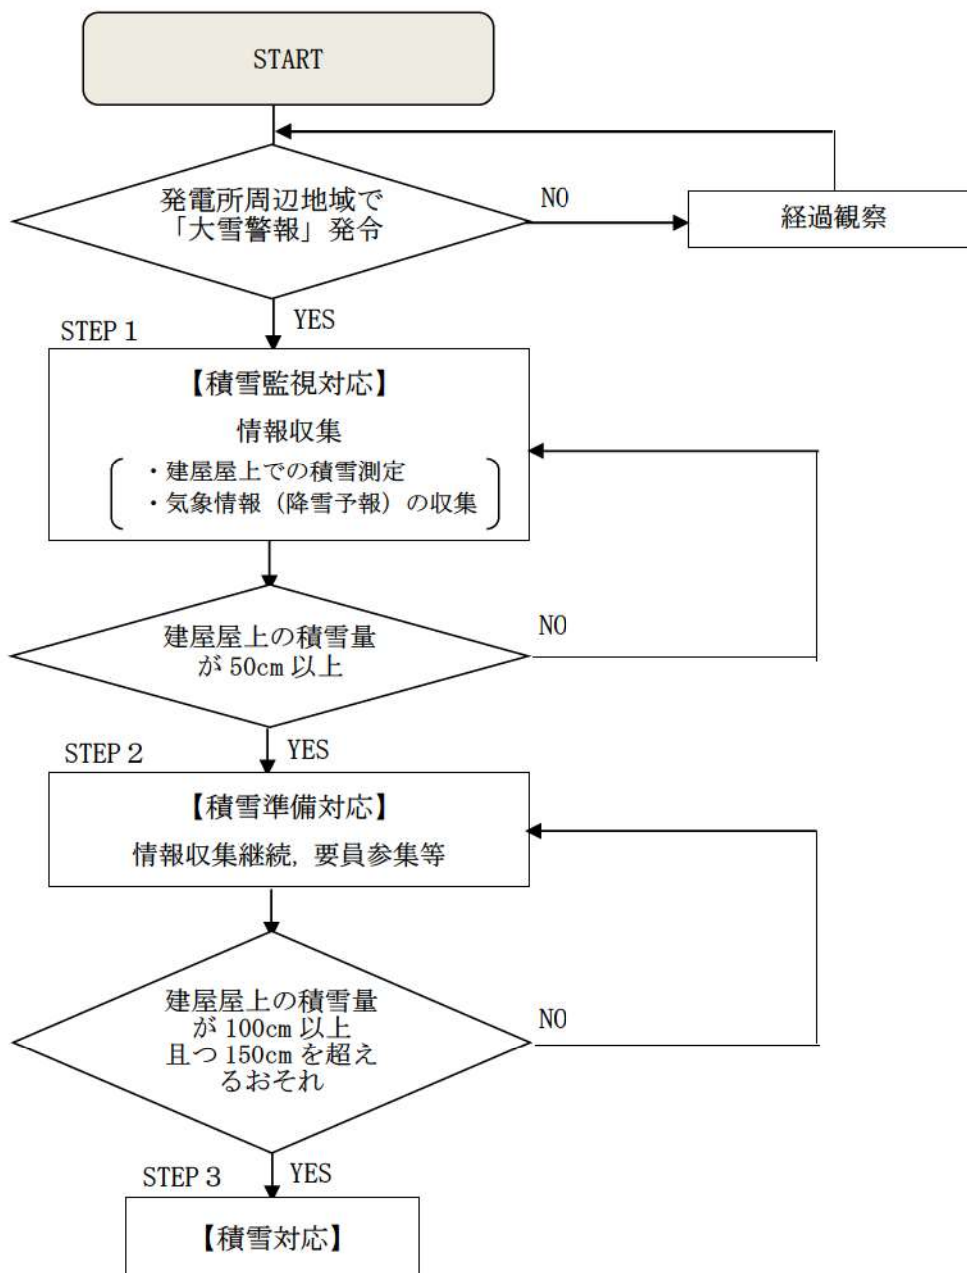 START
発電所周辺地域で
「大雪警報」発令
NO
経過観察
YES
STEP 1
【積雪監視対応】
情報収集
・建屋屋上での積雪測定
・気象情報（降雪予報）の収集
建屋屋上の積雪量
が 50cm 以上
NO
YES
STEP 2
【積雪準備対応】
情報収集継続, 要員参集等
建屋屋上の積雪量
が 100cm 以上
且つ 150cm を超え
るおそれ
NO
YES
STEP 3
【積雪対応】